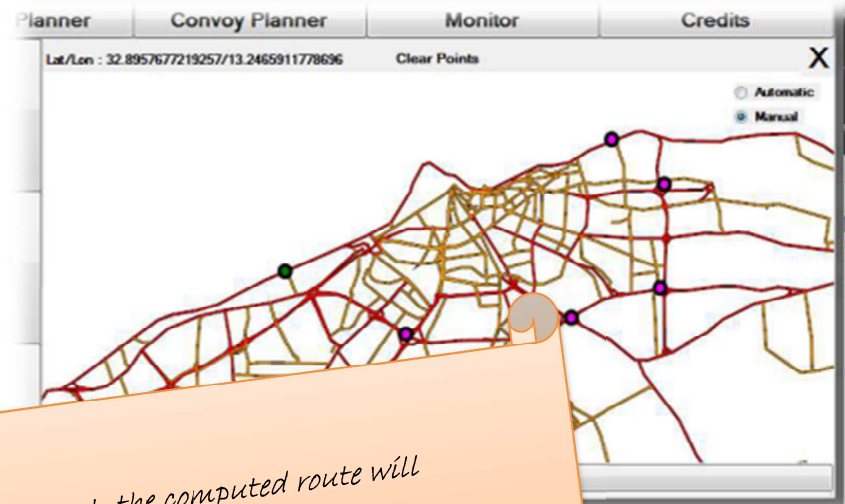 Planner Convoy Planner Monitor Credits
Lat/Lon : 32.8957677219257/13.2465911778696 Clear Points X
Automatic
Manual
the computed route will